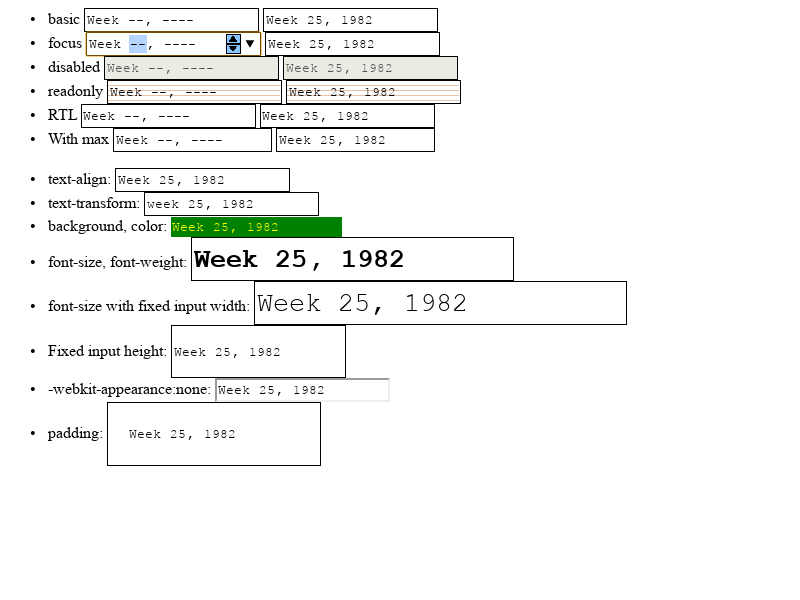 • basic Week --, ---- Week 25, 1982
• focus Week --, ---- Week 25, 1982
• disabled Week --, ---- Week 25, 1982
• readonly Week --, ---- Week 25, 1982
• RTL Week --, ---- Week 25, 1982
• With max Week --, ---- Week 25, 1982
• text-align: Week 25, 1982
• text-transform: week 25, 1982
• background, color: Week 25, 1982
• font-size, font-weight: Week 25, 1982
• font-size with fixed input width: Week 25, 1982
• Fixed input height: Week 25, 1982
• -webkit-appearance:none: Week 25, 1982
• padding: Week 25, 1982